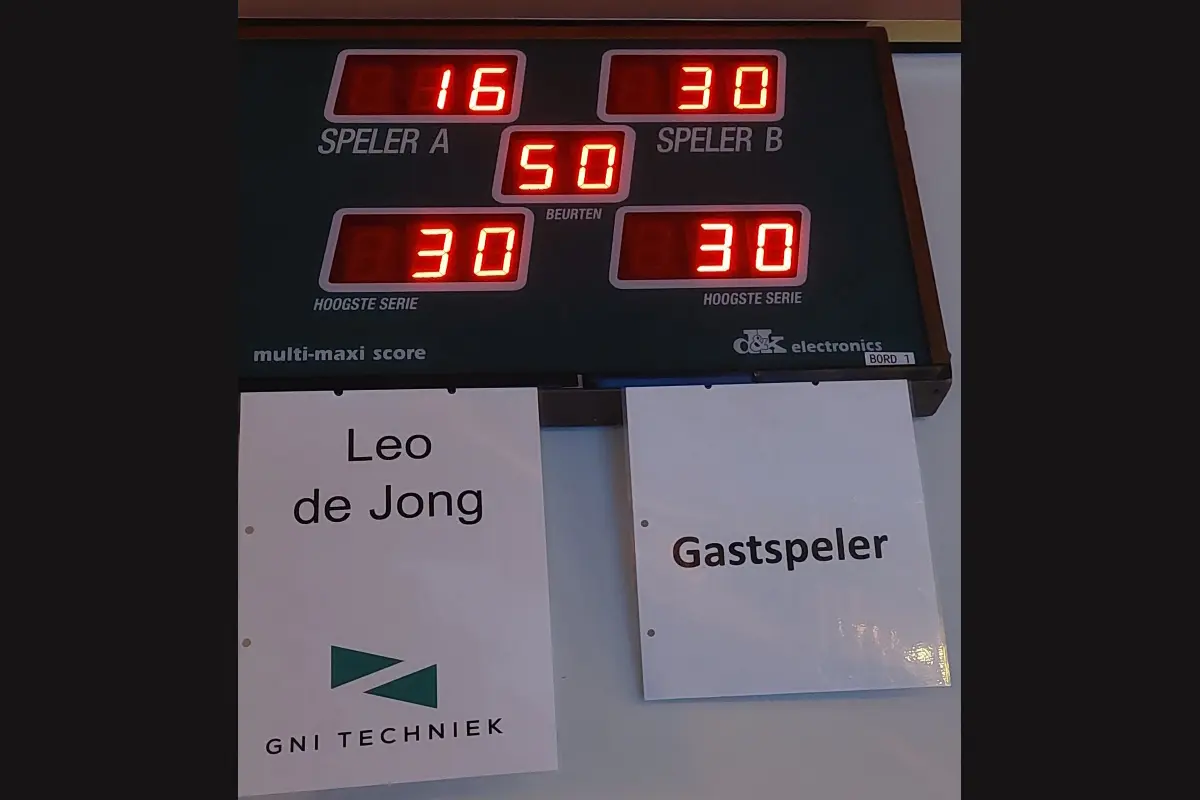 16 30
SPELER A SPELER B
50
BEURTEN
30 30
HOOGSTE SERIE HOOGSTE SERIE
multi-maxi score d&k electronics
BORD 1
Leo
de Jong
GNI TECHNIEK
Gastspeler